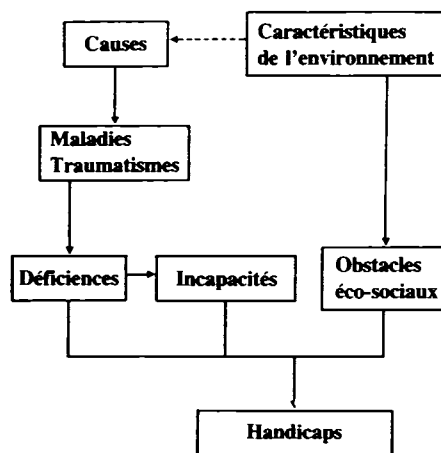 Causes
Caractéristiques
de l'environnement
Maladies
Traumatismes
Déficiences
Incapacités
Obstacles
éco-sociaux
Handicaps